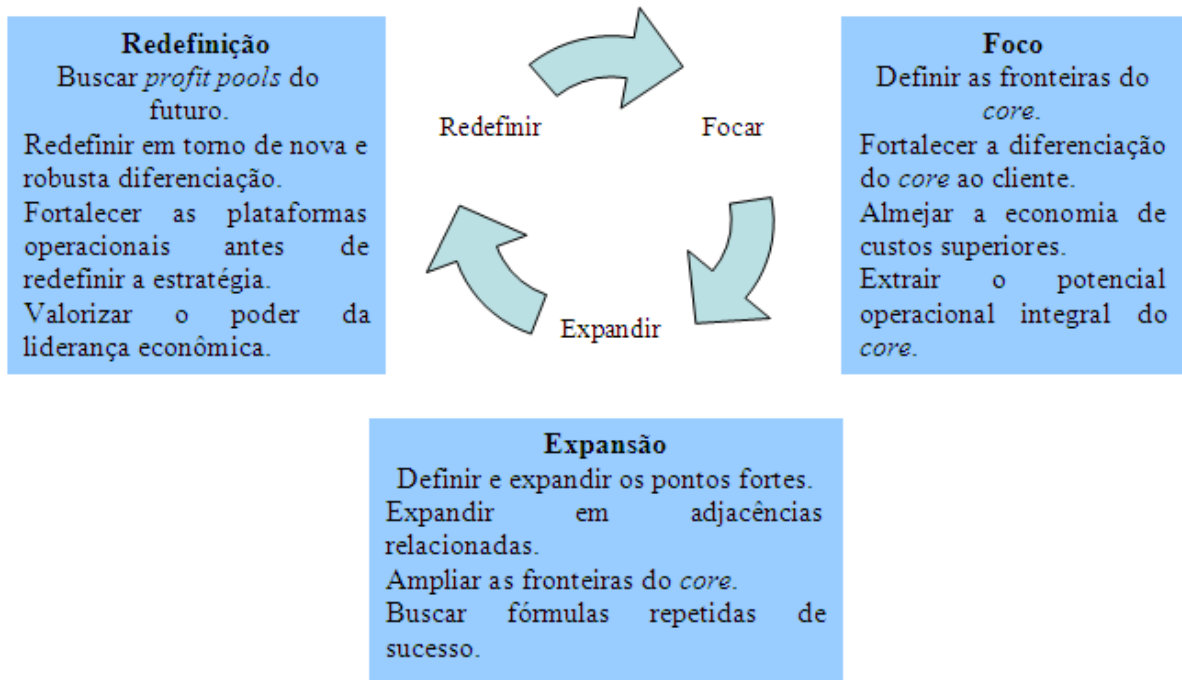 Redefinição
Buscar profit pools do
futuro.
Redefinir em torno de nova e
robusta diferenciação.
Fortalecer as plataformas
operacionais antes de
redefinir a estratégia.
Valorizar o poder da
liderança econômica.
Redefinir
Focar
Expandir
Foco
Definir as fronteiras do
core.
Fortalecer a diferenciação
do core ao cliente.
Almejar a economia de
custos superiores.
Extrair o potencial
operacional integral do
core.
Expansão
Definir e expandir os pontos fortes.
Expandir em adjacências
relacionadas.
Ampliar as fronteiras do core.
Buscar fórmulas repetidas de
sucesso.